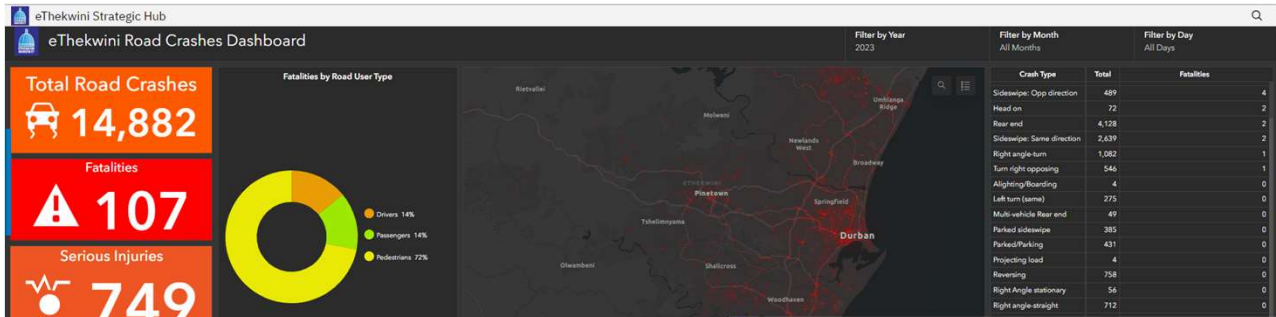 eThekwini Strategic Hub
eThekwini Road Crashes Dashboard
Filter by Year
2023
Filter by Month
All Months
Filter by Day
All Days
Total Road Crashes
14,882
Fatalities
107
Serious Injuries
749
Fatalities by Road User Type
Drivers 14%
Passengers 14%
Pedestrians 72%
Rietvallei
Umhlanga
Ridge
Molweni
Newlands
West
Broadway
ETHEKWINI
Pinetown
Springfield
Tshelimnyama
Durban
Olwambeni
Shallcross
Woodhaven
Crash Type Total Fatalities
Sideswipe: Opp direction 489 4
Head on 72 2
Rear end 4,128 2
Sideswipe: Same direction 2,639 2
Right angle-turn 1,082 1
Turn right opposing 546 1
Alighting/Boarding 4 0
Left turn (same) 275 0
Multi-vehicle Rear end 49 0
Parked sideswipe 385 0
Parked/Parking 431 0
Projecting load 4 0
Reversing 758 0
Right Angle stationary 56 0
Right angle-straight 712 0